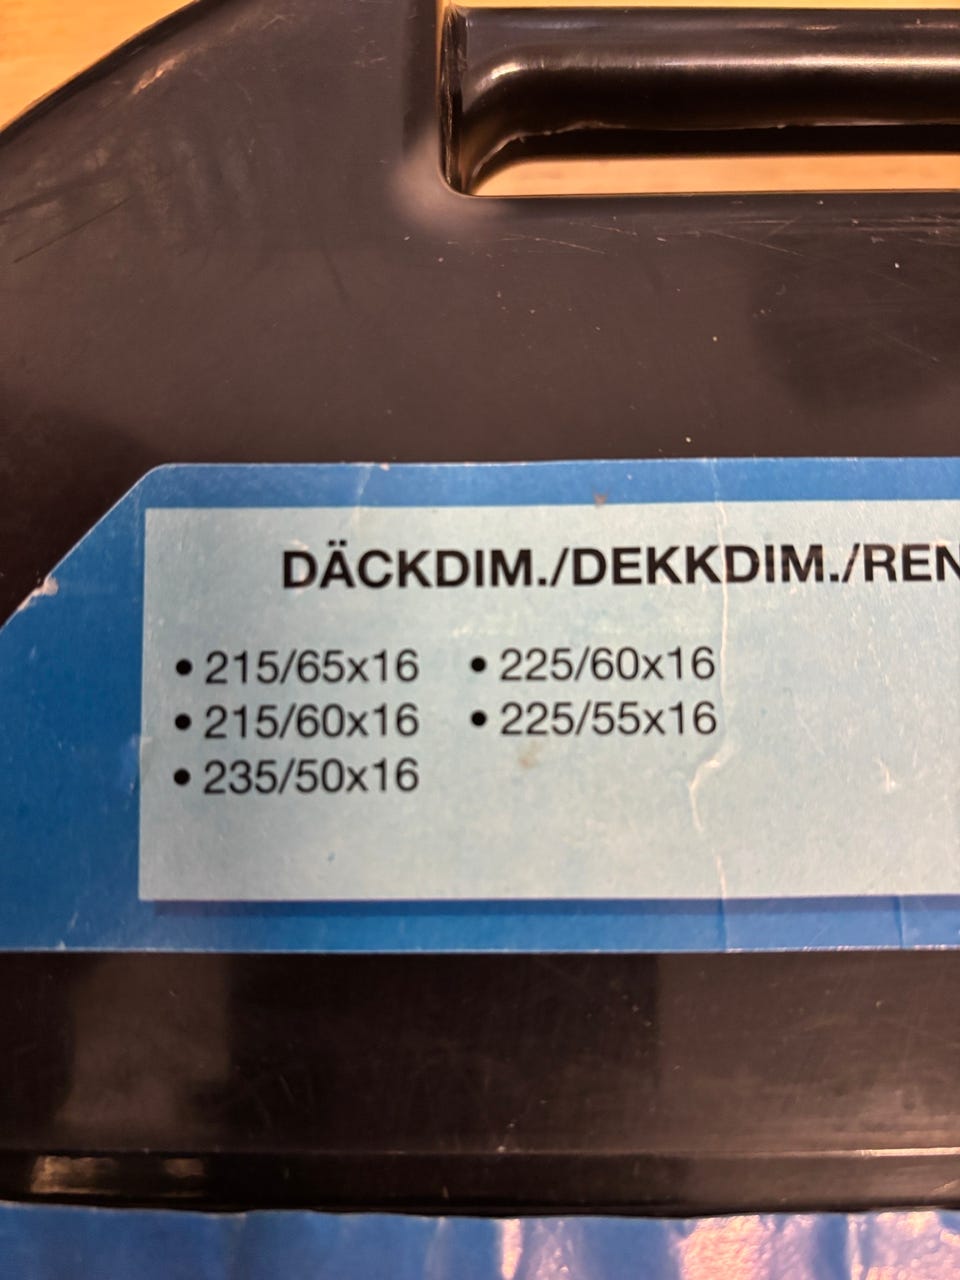 DÄCKDIM./DEKKDIM./REN
• 215/65x16 • 225/60x16
• 215/60x16 • 225/55x16
• 235/50x16